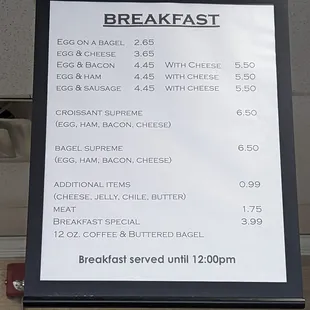 BREAKFAST
EGG ON A BAGEL 2.65
EGG & CHEESE 3.65
EGG & BACON 4.45 WITH CHEESE 5.50
EGG & HAM 4.45 WITH CHEESE 5.50
EGG & SAUSAGE 4.45 WITH CHEESE 5.50
CROISSANT SUPREME 6.50
(EGG, HAM, BACON, CHEESE)
BAGEL SUPREME 6.50
(EGG, HAM, BACON, CHEESE)
ADDITIONAL ITEMS 0.99
(CHEESE, JELLY, CHILE, BUTTER)
MEAT 1.75
BREAKFAST SPECIAL 3.99
12 OZ. COFFEE & BUTTERED BAGEL
Breakfast served until 12:00pm